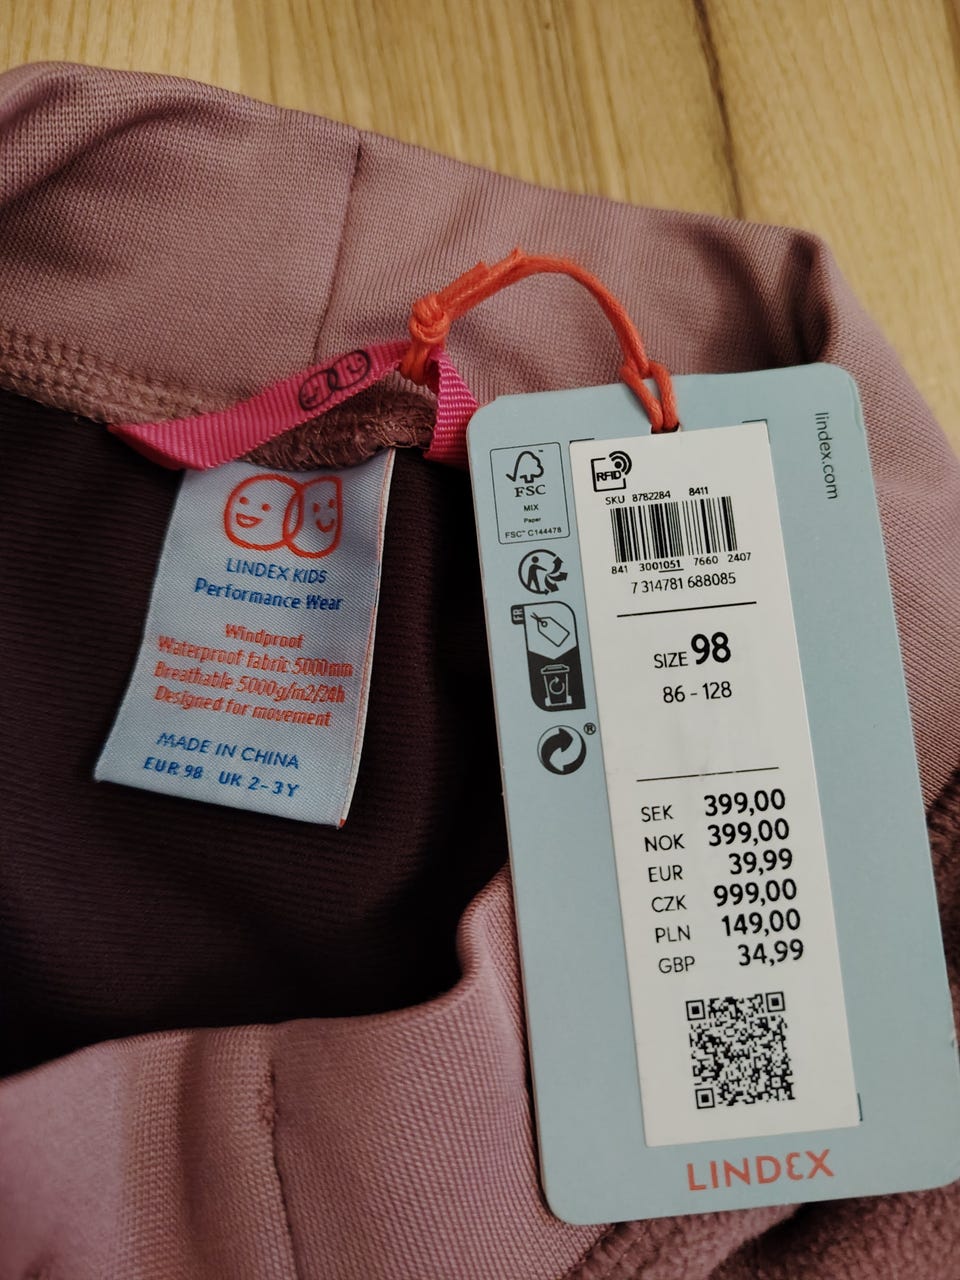 LINDEX KIDS
Performance Wear
Windproof
Waterproof fabric 5000mm
Breathable 5000g/m2/24h
Designed for movement
MADE IN CHINA
EUR 98 UK 2-3Y
lindex.com
FSC
MIX
Paper
FSC™ C144478
FR
®
RFID
SKU 8782284 8411
841 3001051 7660 2407
7 314781 688085
SIZE 98
86 - 128
SEK 399,00
NOK 399,00
EUR 39,99
CZK 999,00
PLN 149,00
GBP 34,99
LINDEX